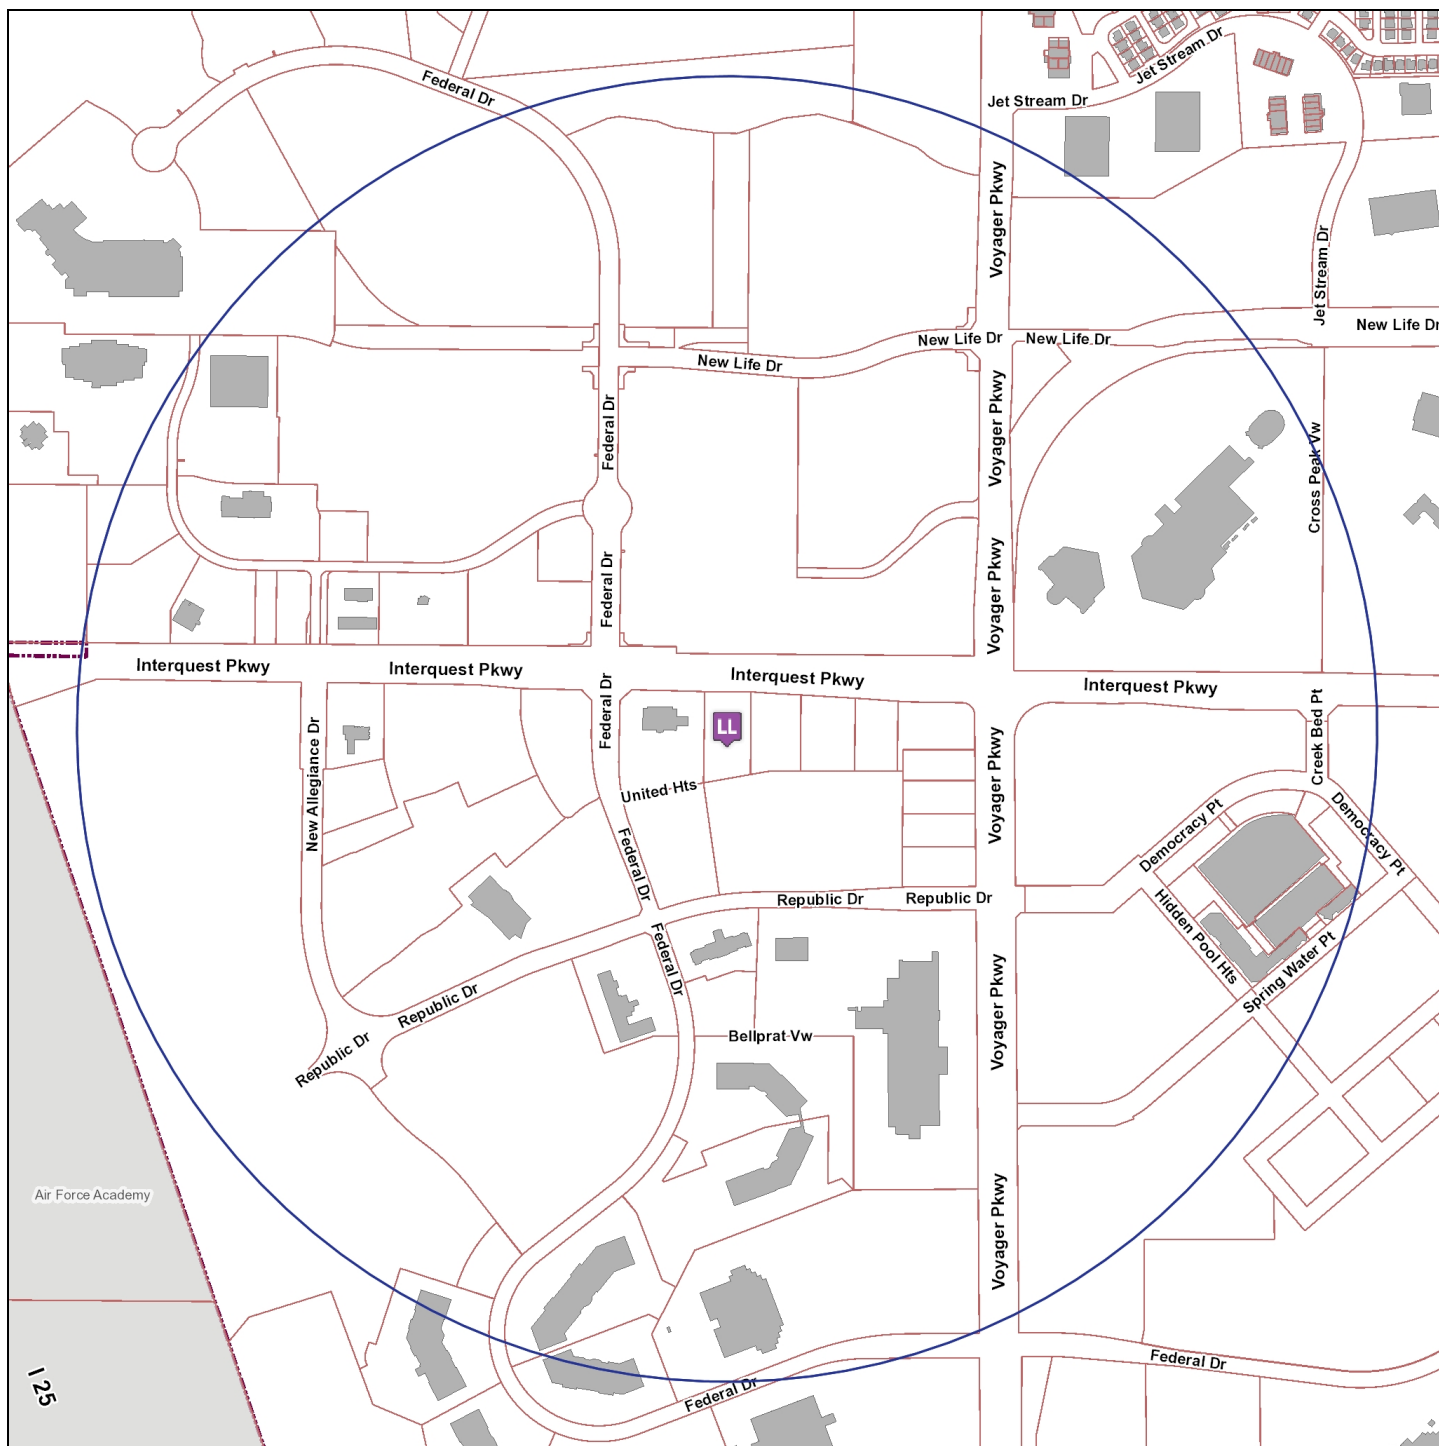 Jet Stream Dr
Federal Dr
Jet Stream Dr
Voyager Pkwy
Jet Stream Dr
New Life Dr
New Life Dr
New Life Dr
New Life Dr
Federal Dr
Voyager Pkwy
Cross Peak Vw
Federal Dr
Voyager Pkwy
Interquest Pkwy
Interquest Pkwy
Interquest Pkwy
Interquest Pkwy
Federal Dr
LL
Creek Bed Pt
New Allegiance Dr
United Hts
Voyager Pkwy
Democracy Pt
Democracy Pt
Federal Dr
Republic Dr
Republic Dr
Hidden Pool Hts
Federal Dr
Spring Water Pt
Republic Dr
Voyager Pkwy
Bellprat Vw
Republic Dr
Air Force Academy
Voyager Pkwy
Federal Dr
I 25
Federal Dr